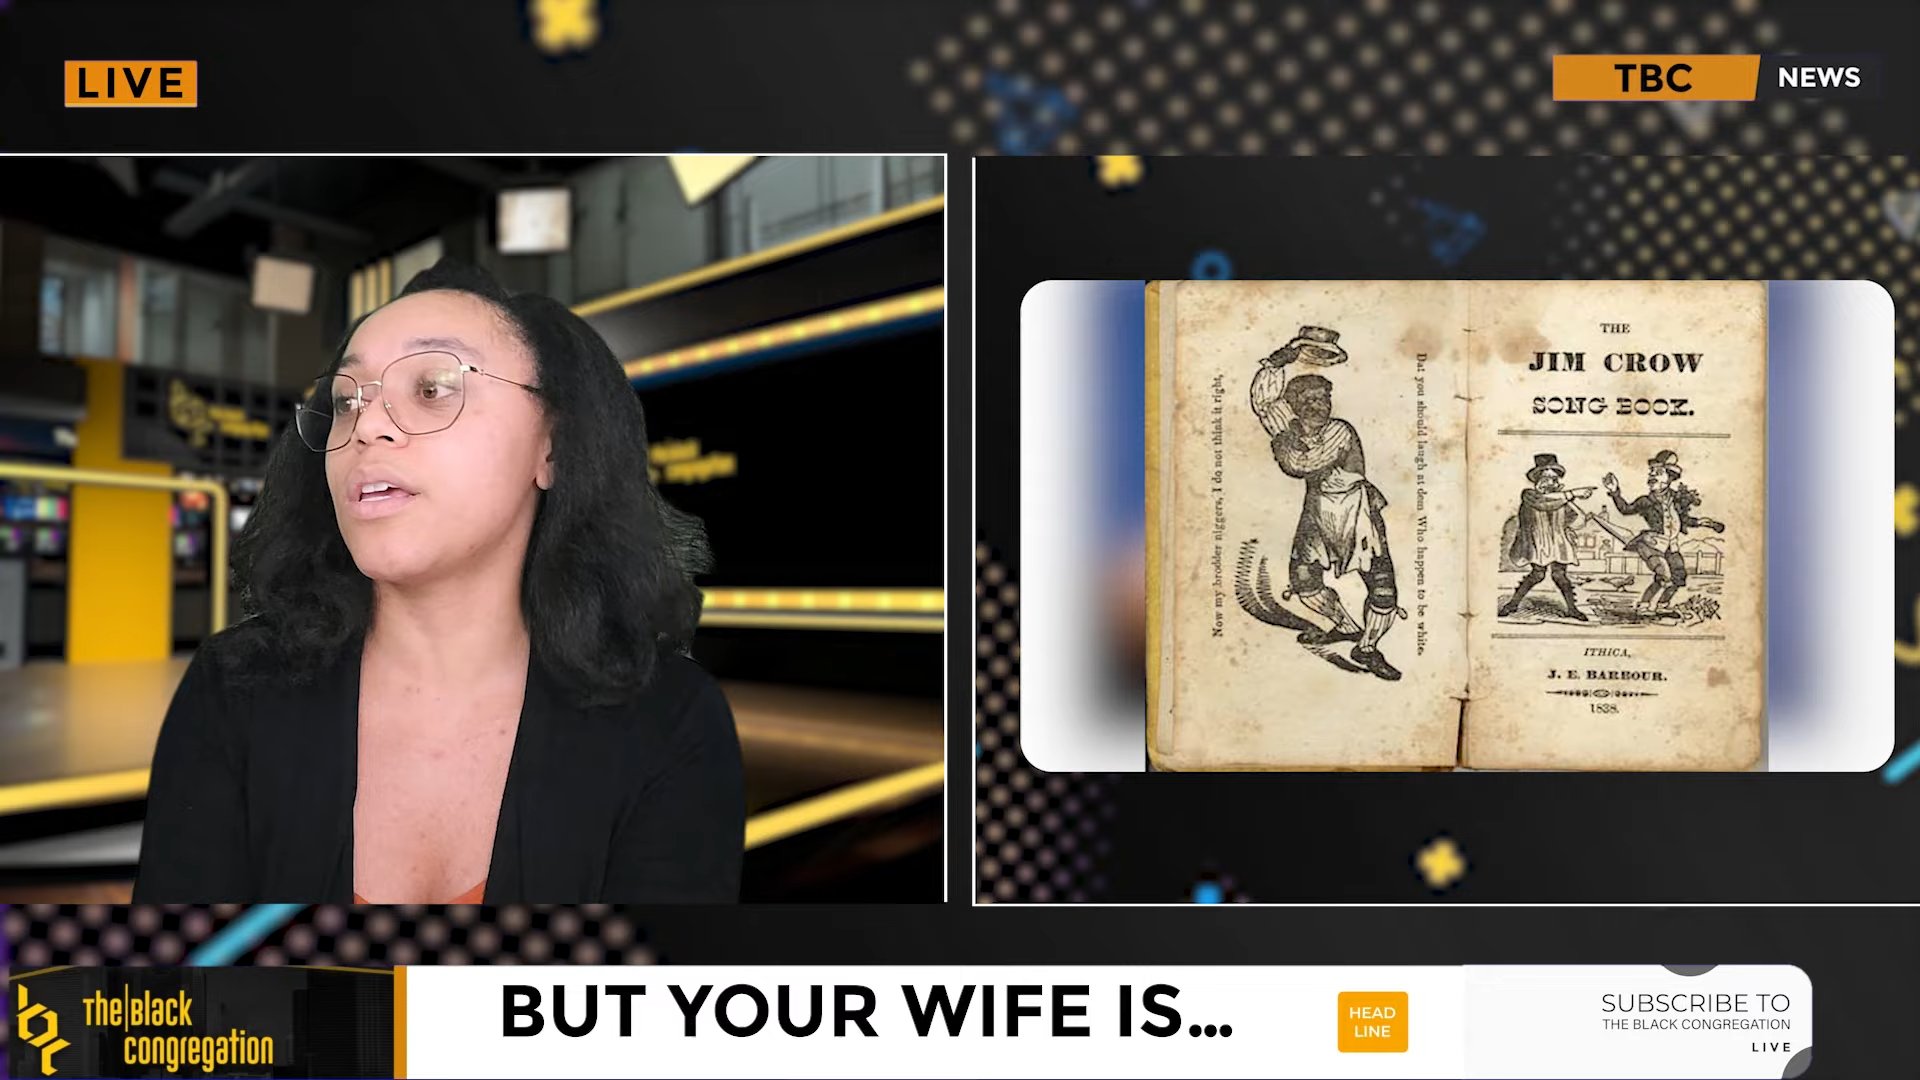 LIVE
TBC
NEWS
Now my brodder niggers, I do not think it right,
Dat you should laugh at dem Who happen to be white.
THE
JIM CROW
SONG BOOK.
ITHICA,
J. E. BARBOUR.
1838.
The Black
congregation
BUT YOUR WIFE IS...
HEAD
LINE
SUBSCRIBE TO
THE BLACK CONGREGATION
LIVE